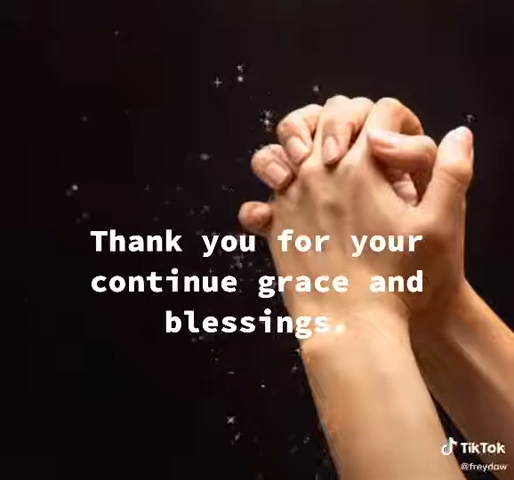 Thank you for your
continue grace and
blessings.
TikTok
@freydaw